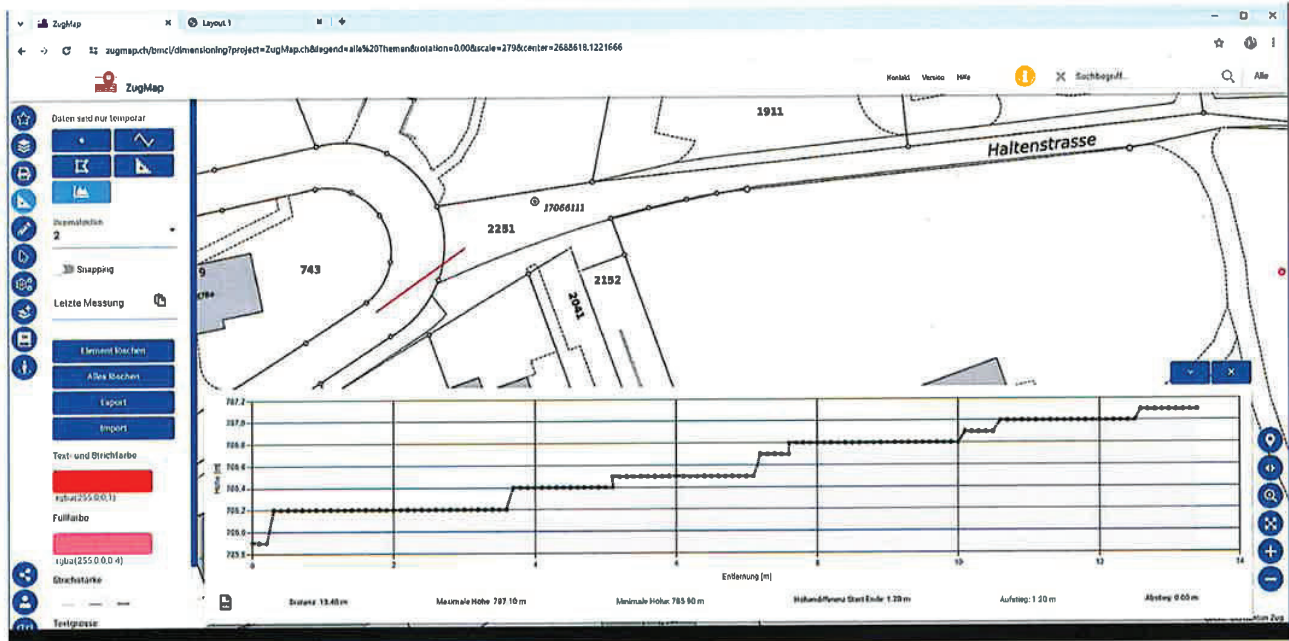 ZugMap
Layout 1
zugmap.ch/bmcl/dimensioning?project=ZugMap.ch&legend=alle%20Themen&rotation=0.00&scale=279&center=2688618.1221666
ZugMap
Kontakt Version Hilfe
Suchbegriff...
Alle
Daten sind nur temporär
2
Snapping
Letzte Messung
Element löschen
Alles löschen
Export
Import
Text- und Strichfarbe
rgba(255.0.0.1)
Füllfarbe
rgba(255.0.0.0.4)
Strichstärke
Textgrösse
1911
Haltenstrasse
J7066111
2251
743
9
2152
2041
Höhe [m]
707.2
707.0
706.8
706.6
706.4
706.2
706.0
705.8
0 2 4 6 8 10 12 14
Entfernung [m]
Distanz: 13.40 m
Maximale Höhe: 707.10 m
Minimale Höhe: 705.90 m
Höhendifferenz Start Ende: 1.20 m
Aufstieg: 1.20 m
Abstieg: 0.00 m